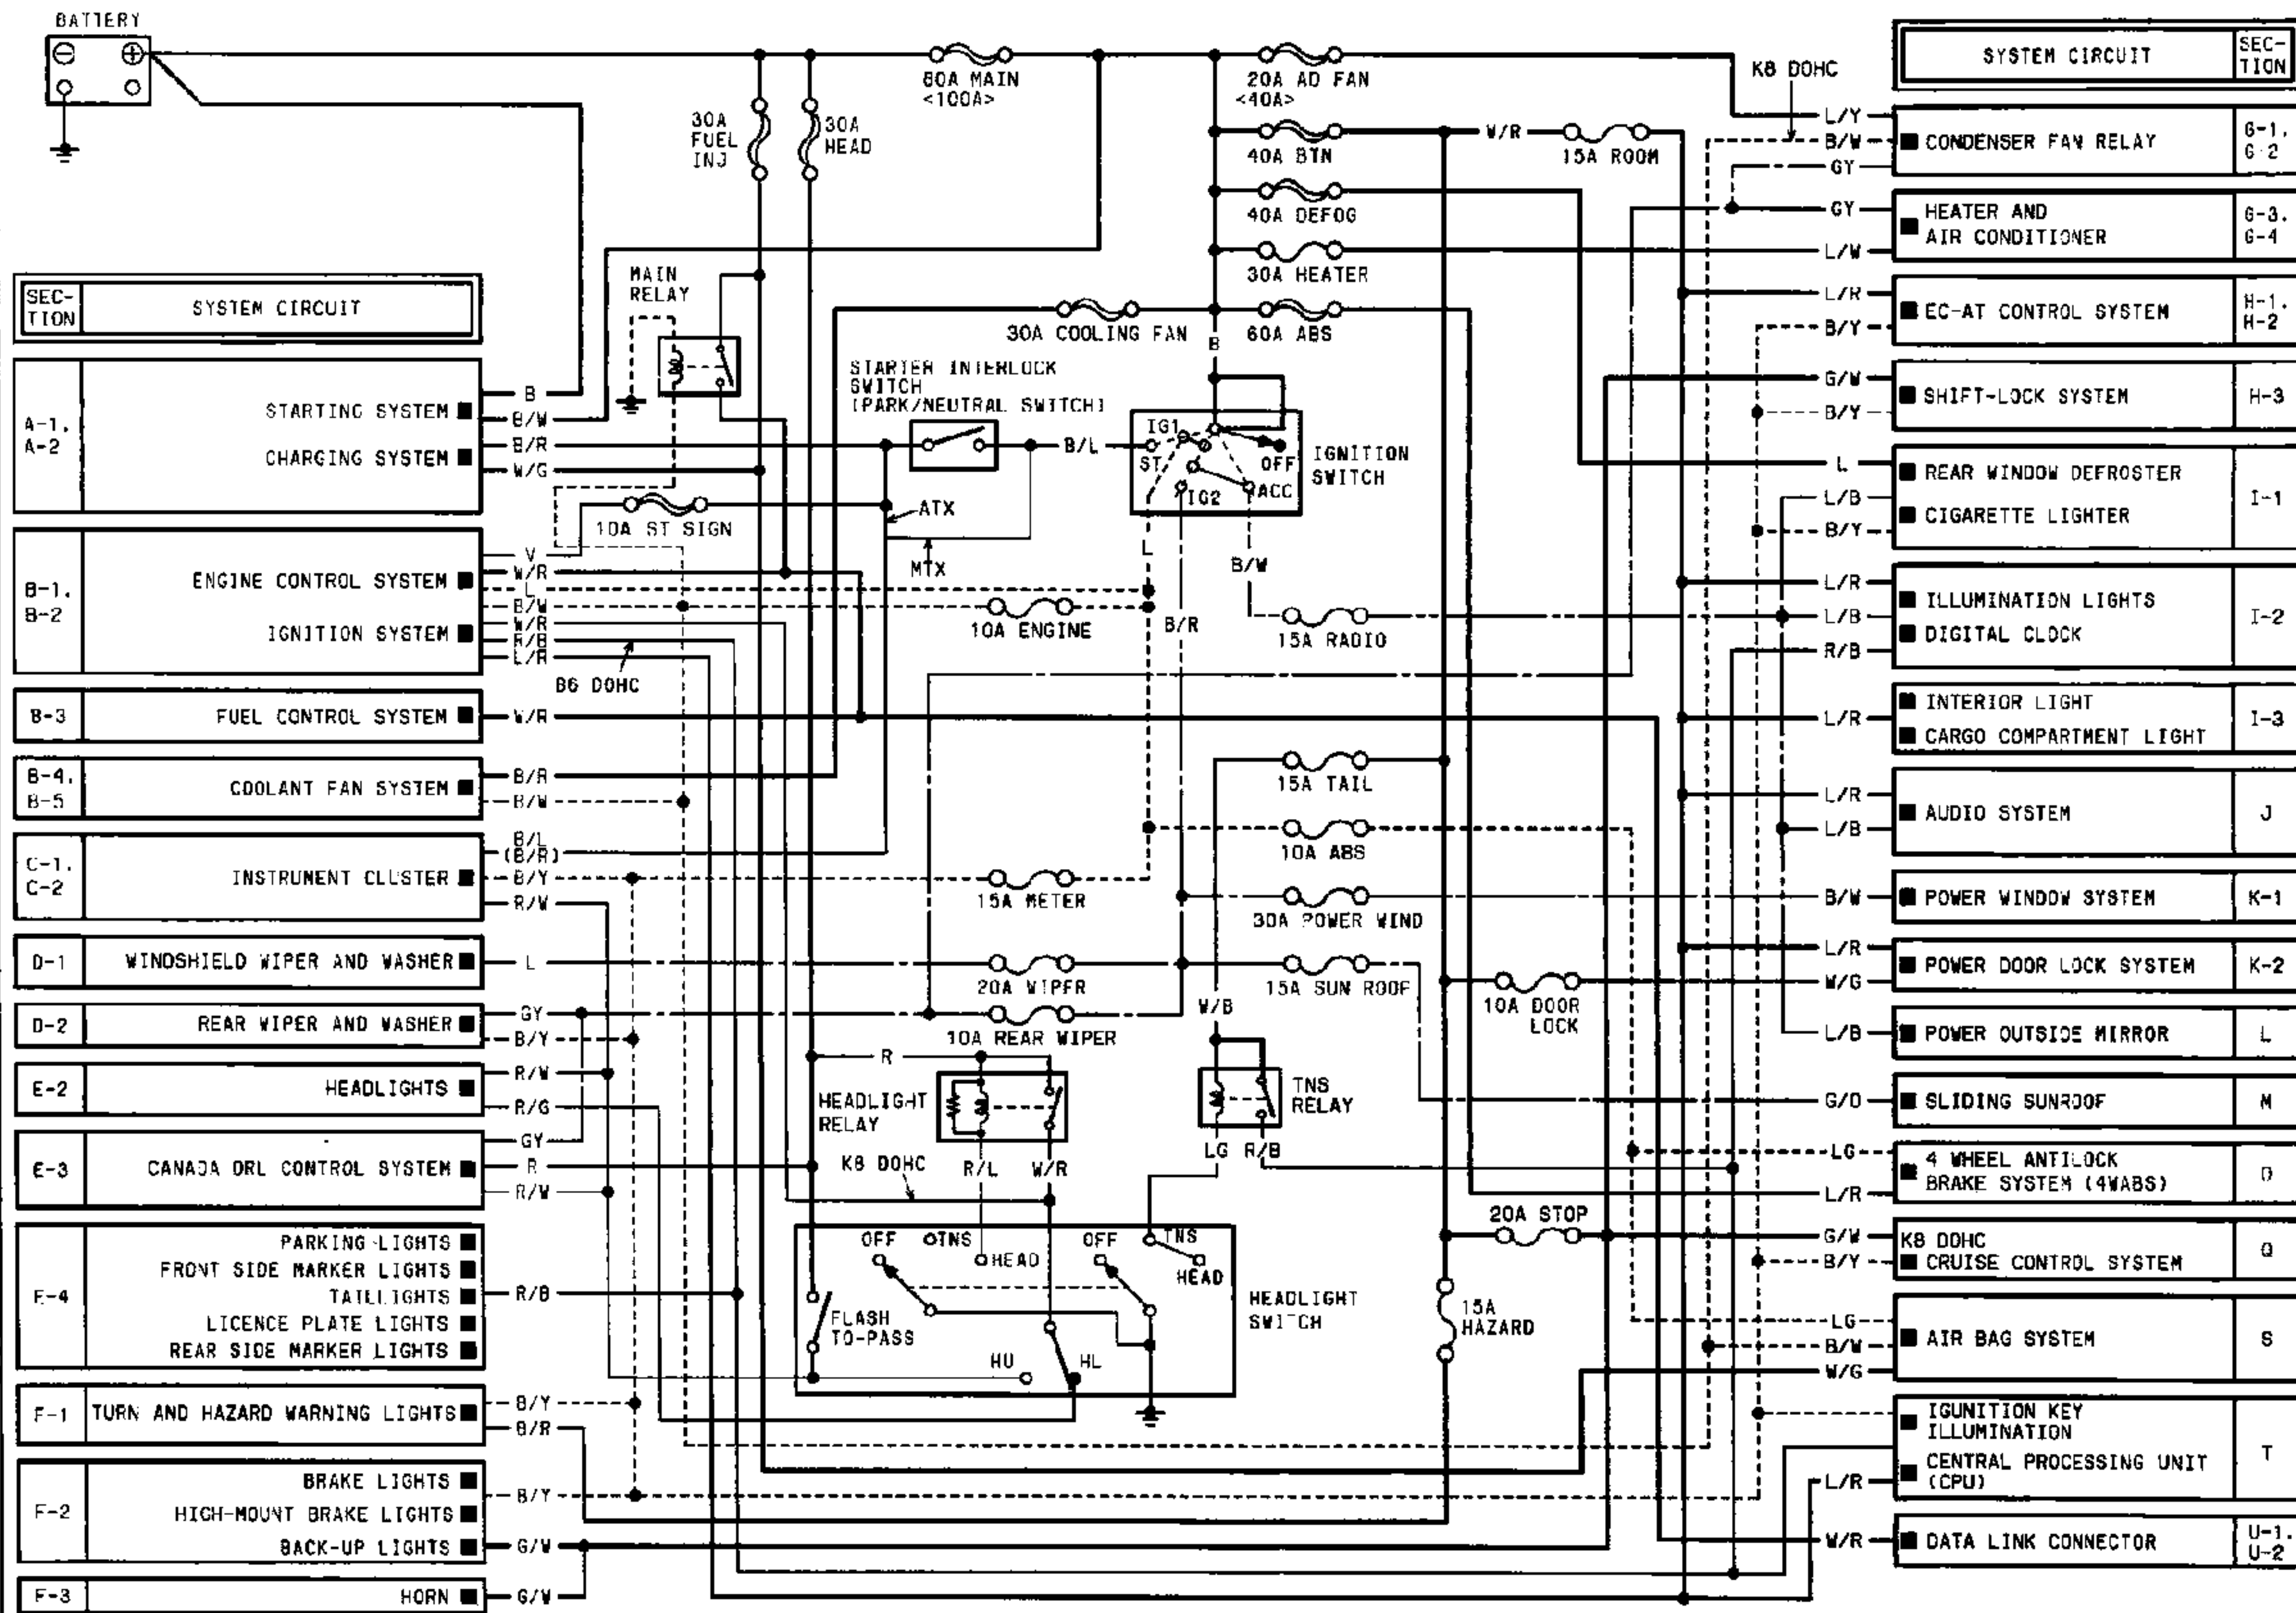 BATTERY
80A MAIN
<100A>
20A AD FAN
<40A>
30A
FUEL
INJ
30A
HEAD
40A BTN
W/R
15A ROOM
40A DEFOG
30A HEATER
30A COOLING FAN
60A ABS
B
MAIN
RELAY
STARTER INTERLOCK
SWITCH
(PARK/NEUTRAL SWITCH)
B/L
IG1
ST
OFF
IG2
ACC
IGNITION
SWITCH
10A ST SIGN
ATX
MTX
L
B/R
B/W
10A ENGINE
15A RADIO
B6 DOHC
15A TAIL
10A ABS
15A METER
30A POWER WIND
20A WIPER
15A SUN ROOF
10A REAR WIPER
W/B
10A DOOR
LOCK
R
HEADLIGHT
RELAY
TNS
RELAY
K8 DOHC
R/L
W/R
LG
R/B
20A STOP
OFF
TNS
HEAD
OFF
TNS
HEAD
FLASH
TO-PASS
HU
HL
HEADLIGHT
SWITCH
15A
HAZARD
SEC-
TION
SYSTEM CIRCUIT
A-1,
A-2
STARTING SYSTEM
CHARGING SYSTEM
B
B/W
B/R
W/G
B-1,
B-2
ENGINE CONTROL SYSTEM
IGNITION SYSTEM
V
W/R
L
B/W
W/R
R/B
L/R
B-3
FUEL CONTROL SYSTEM
W/R
B-4,
B-5
COOLANT FAN SYSTEM
B/R
B/W
C-1,
C-2
INSTRUMENT CLUSTER
B/L
(B/R)
B/Y
R/W
D-1
WINDSHIELD WIPER AND WASHER
L
D-2
REAR WIPER AND WASHER
GY
B/Y
E-2
HEADLIGHTS
R/W
R/G
E-3
CANADA DRL CONTROL SYSTEM
GY
R
R/W
E-4
PARKING LIGHTS
FRONT SIDE MARKER LIGHTS
TAILLIGHTS
LICENCE PLATE LIGHTS
REAR SIDE MARKER LIGHTS
R/B
F-1
TURN AND HAZARD WARNING LIGHTS
B/Y
B/R
F-2
BRAKE LIGHTS
HIGH-MOUNT BRAKE LIGHTS
BACK-UP LIGHTS
B/Y
G/W
F-3
HORN
G/W
SYSTEM CIRCUIT
SEC-
TION
K8 DOHC
L/Y
B/W
GY
CONDENSER FAN RELAY
G-1,
G-2
GY
L/W
HEATER AND
AIR CONDITIONER
G-3,
G-4
L/R
B/Y
EC-AT CONTROL SYSTEM
H-1,
H-2
G/W
B/Y
SHIFT-LOCK SYSTEM
H-3
L
L/B
B/Y
REAR WINDOW DEFROSTER
CIGARETTE LIGHTER
I-1
L/R
L/B
R/B
ILLUMINATION LIGHTS
DIGITAL CLOCK
I-2
L/R
INTERIOR LIGHT
CARGO COMPARTMENT LIGHT
I-3
L/R
L/B
AUDIO SYSTEM
J
B/W
POWER WINDOW SYSTEM
K-1
L/R
W/G
POWER DOOR LOCK SYSTEM
K-2
L/B
POWER OUTSIDE MIRROR
L
G/O
SLIDING SUNROOF
M
LG
L/R
4 WHEEL ANTILOCK
BRAKE SYSTEM (4WABS)
G/W
B/Y
K8 DOHC
CRUISE CONTROL SYSTEM
Q
LG
B/W
W/G
AIR BAG SYSTEM
S
IGUNITION KEY
ILLUMINATION
CENTRAL PROCESSING UNIT
(CPU)
L/R
T
W/R
DATA LINK CONNECTOR
U-1,
U-2